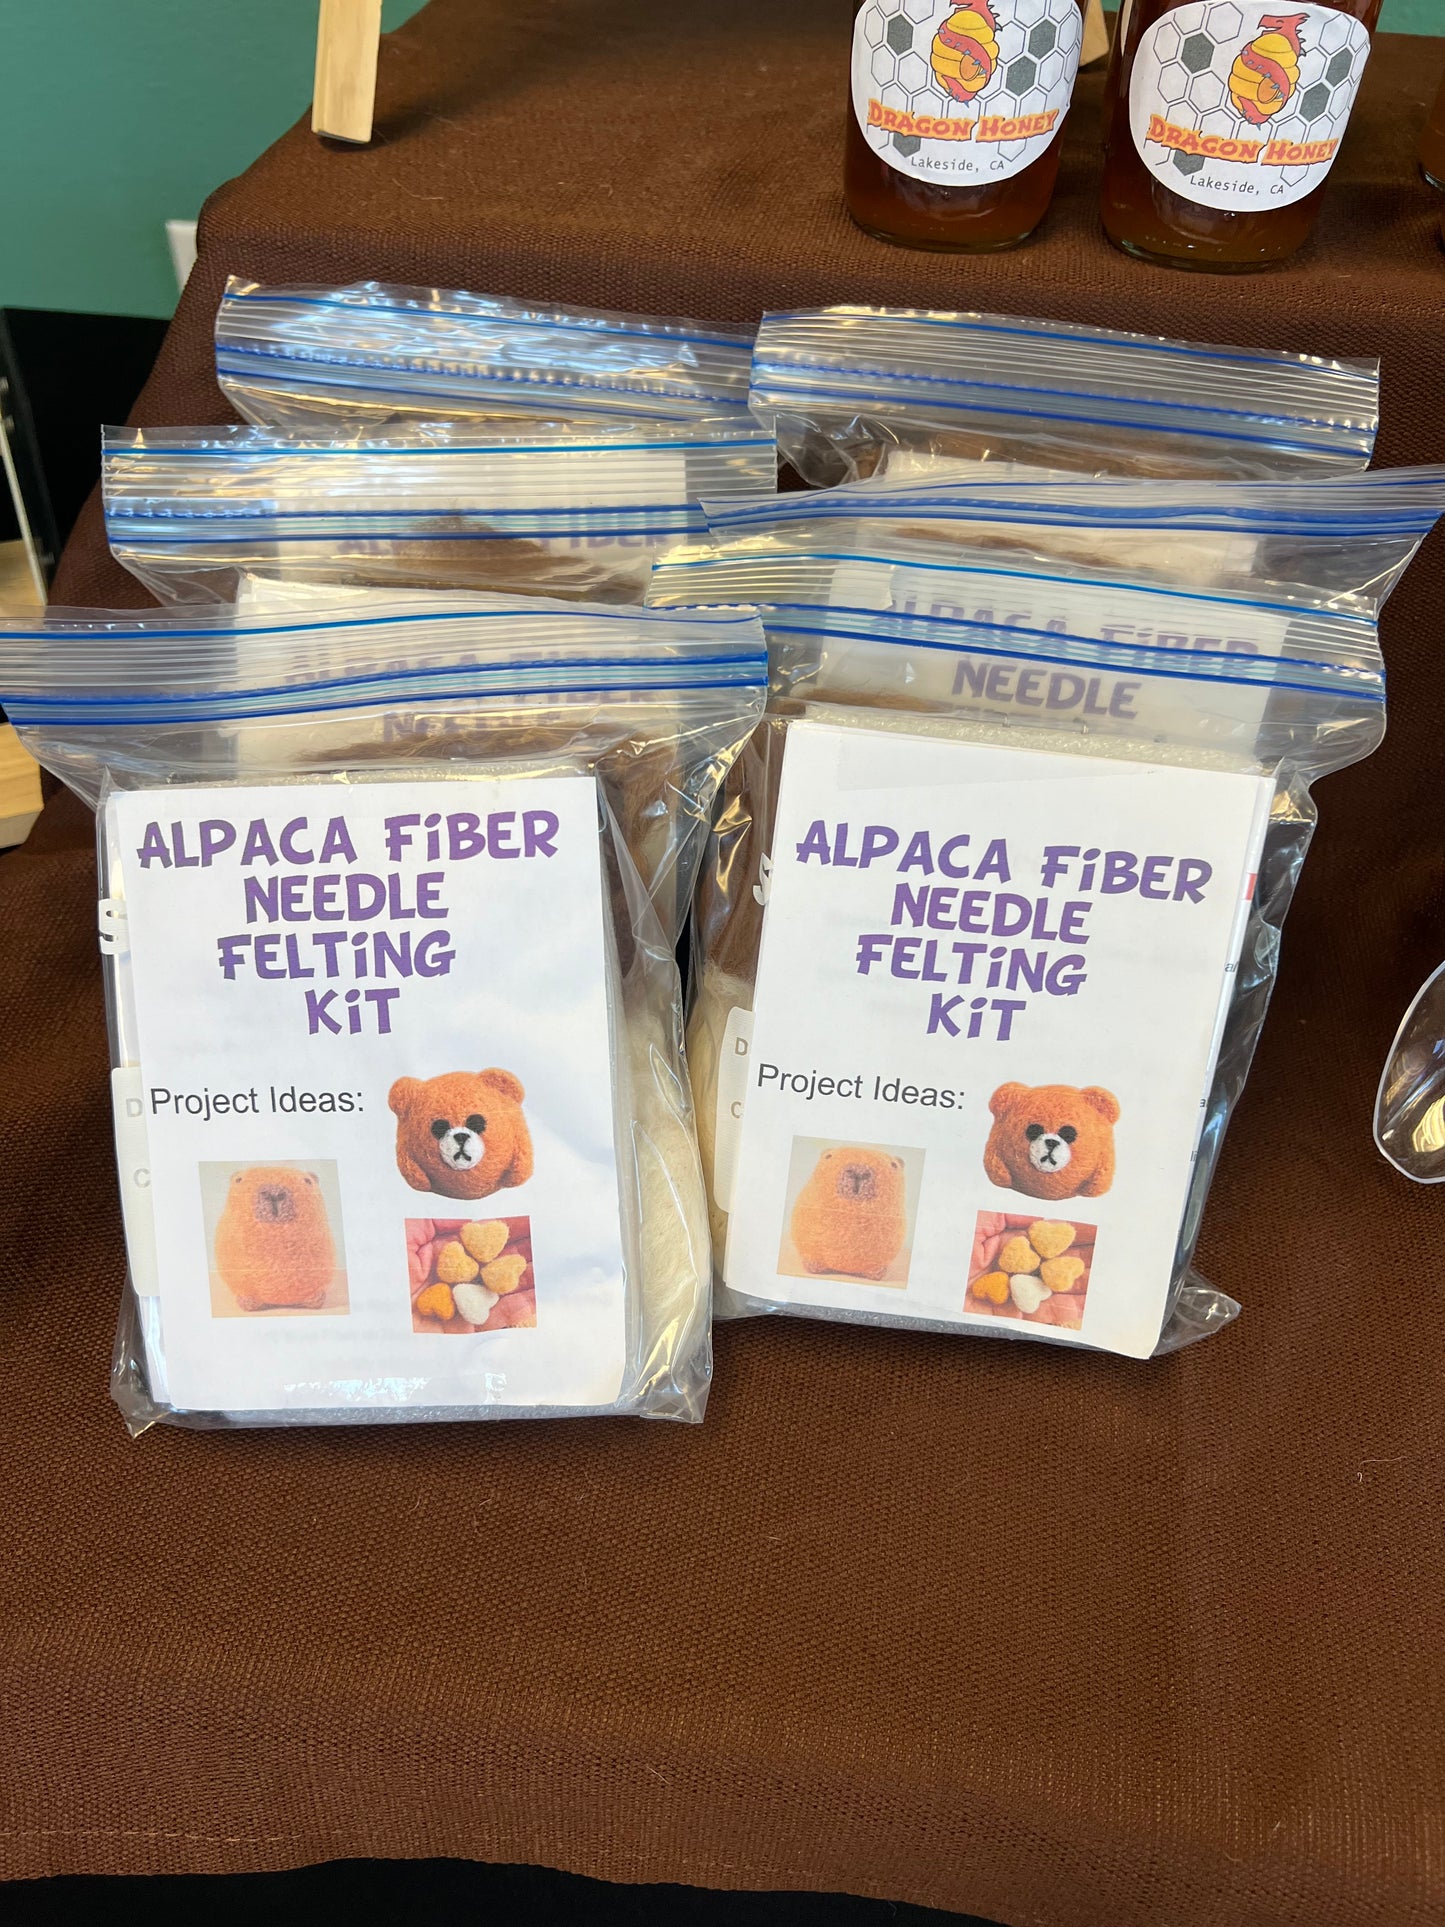 DRAGON HONEY
Lakeside, CA
DRAGON HONEY
Lakeside, CA
ALPACA FIBER
NEEDLE
ALPACA FIBER
NEEDLE
ALPACA FiBER
NEEDLE
FELTiNG
KiT
Project Ideas:
ALPACA FiBER
NEEDLE
FELTiNG
KiT
Project Ideas: